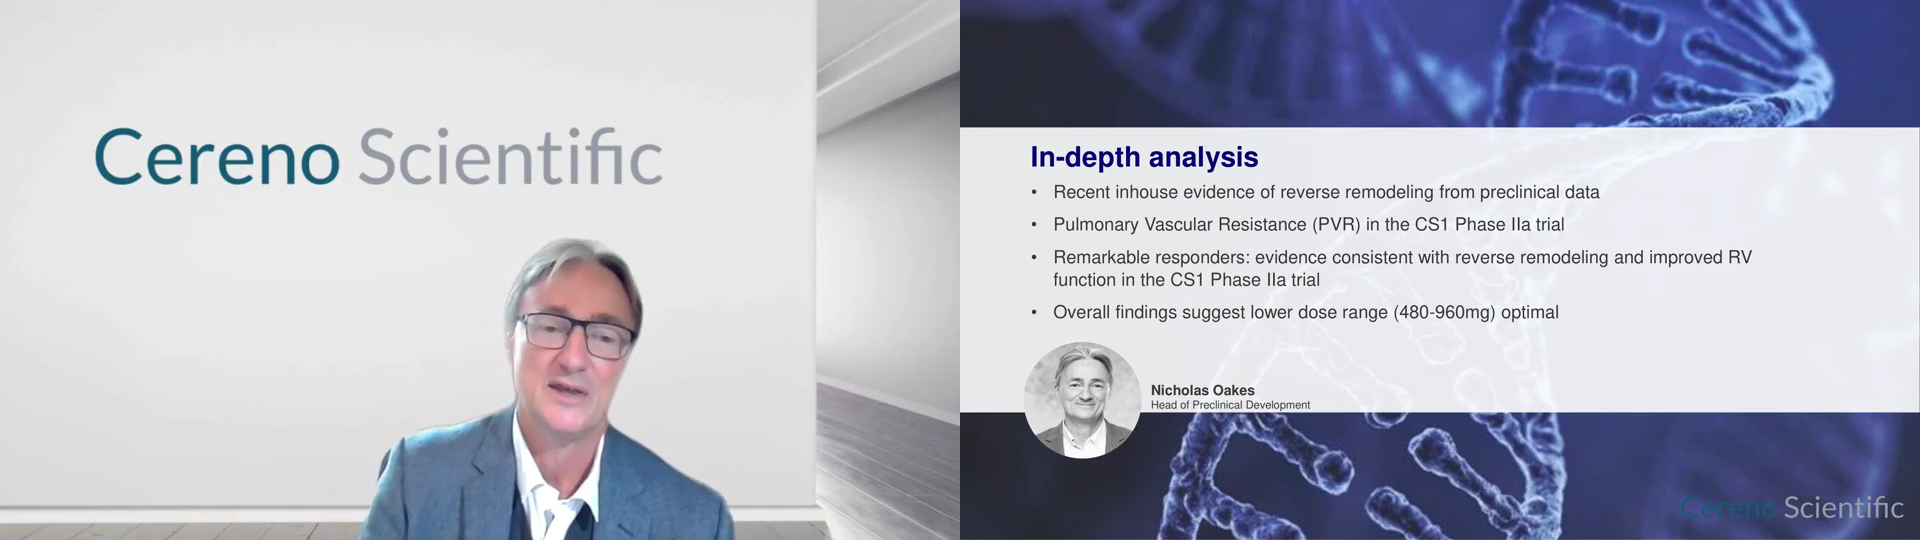 Cereno Scientific
In-depth analysis
• Recent inhouse evidence of reverse remodeling from preclinical data
• Pulmonary Vascular Resistance (PVR) in the CS1 Phase IIa trial
• Remarkable responders: evidence consistent with reverse remodeling and improved RV
function in the CS1 Phase IIa trial
• Overall findings suggest lower dose range (480-960mg) optimal
Nicholas Oakes
Head of Preclinical Development
Cereno Scientific